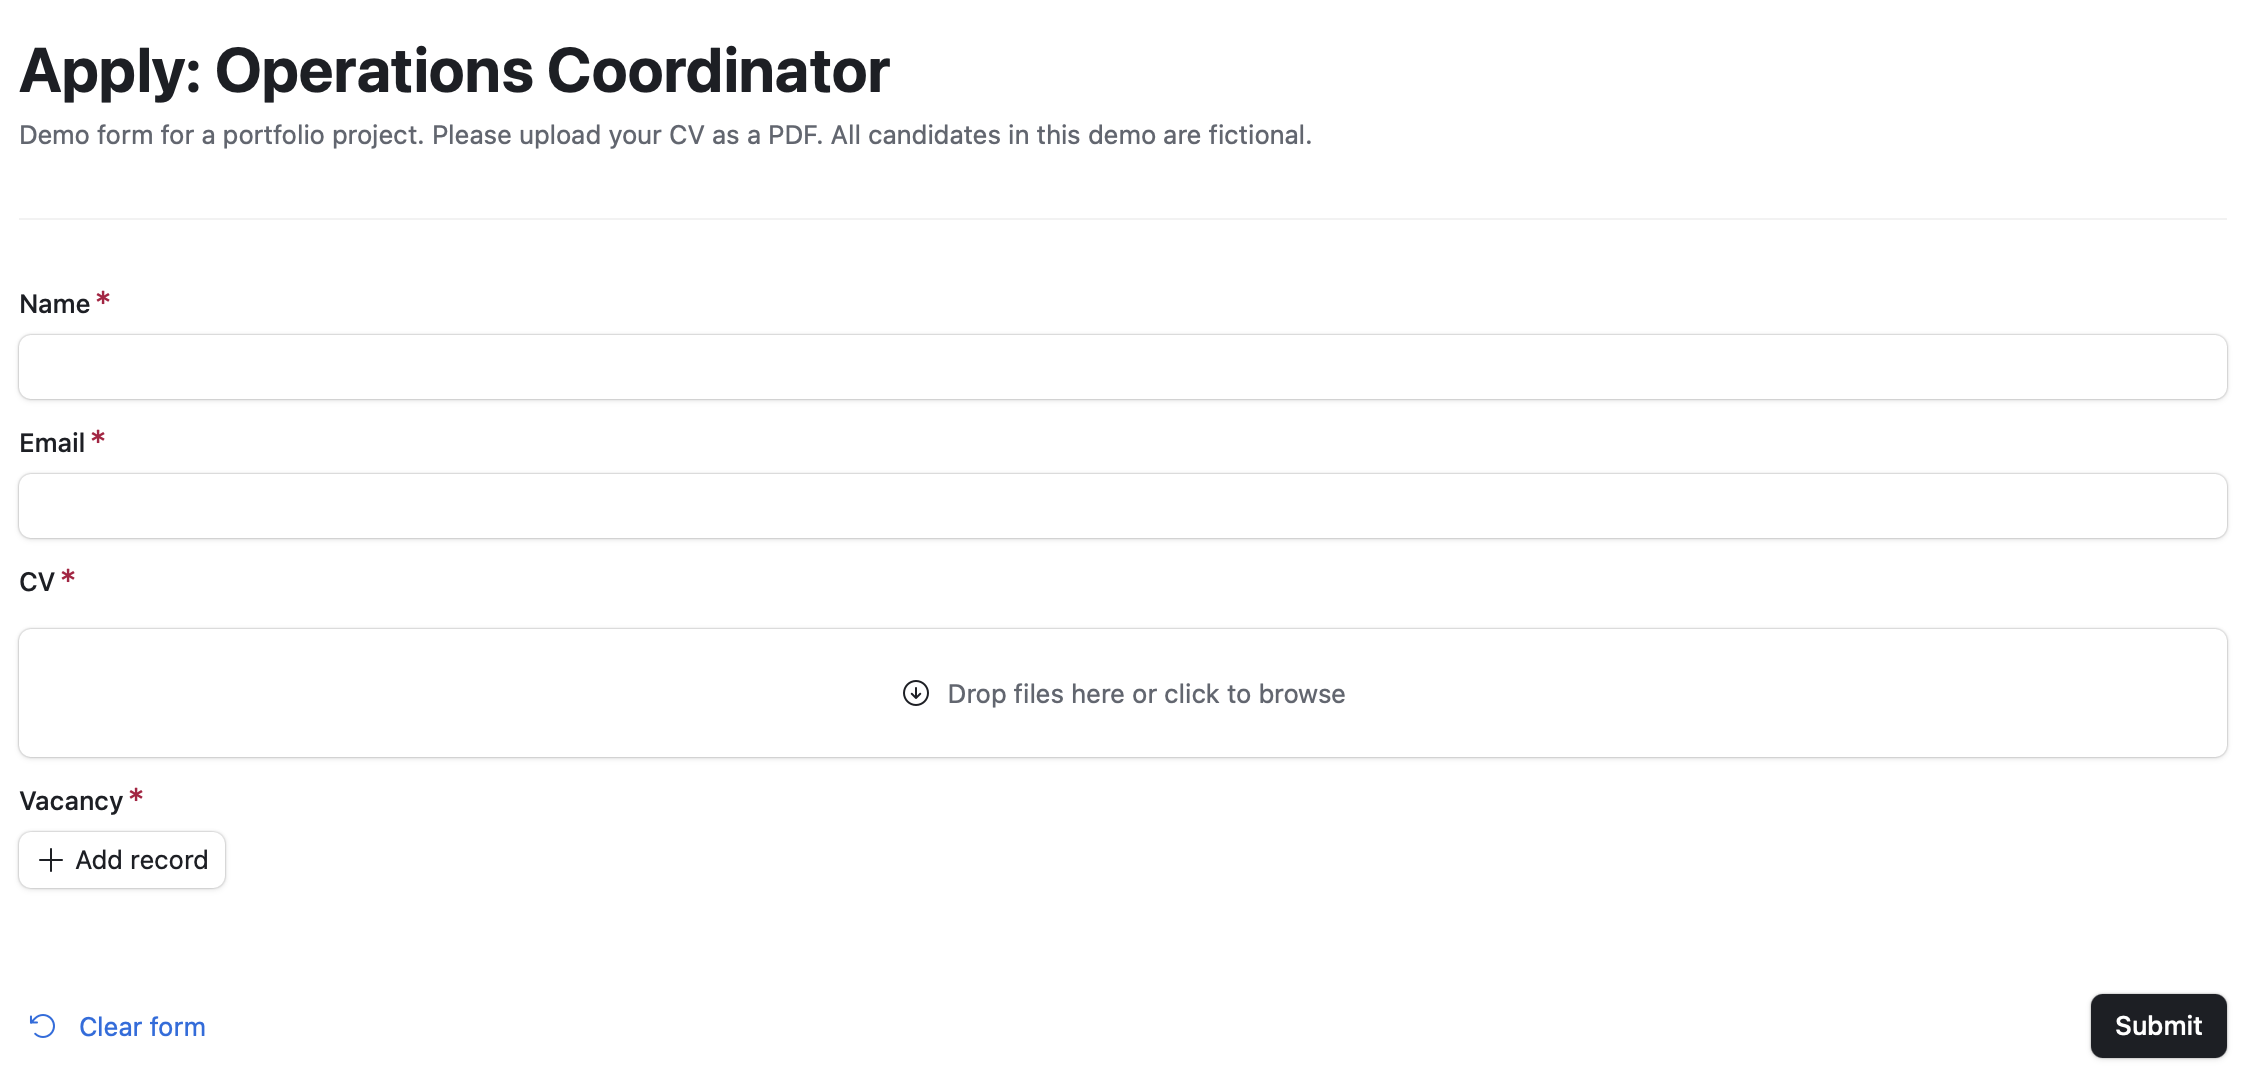 Apply: Operations Coordinator
Demo form for a portfolio project. Please upload your CV as a PDF. All candidates in this demo are fictional.
Name *
Email *
CV *
Drop files here or click to browse
Vacancy *
Add record
Clear form
Submit